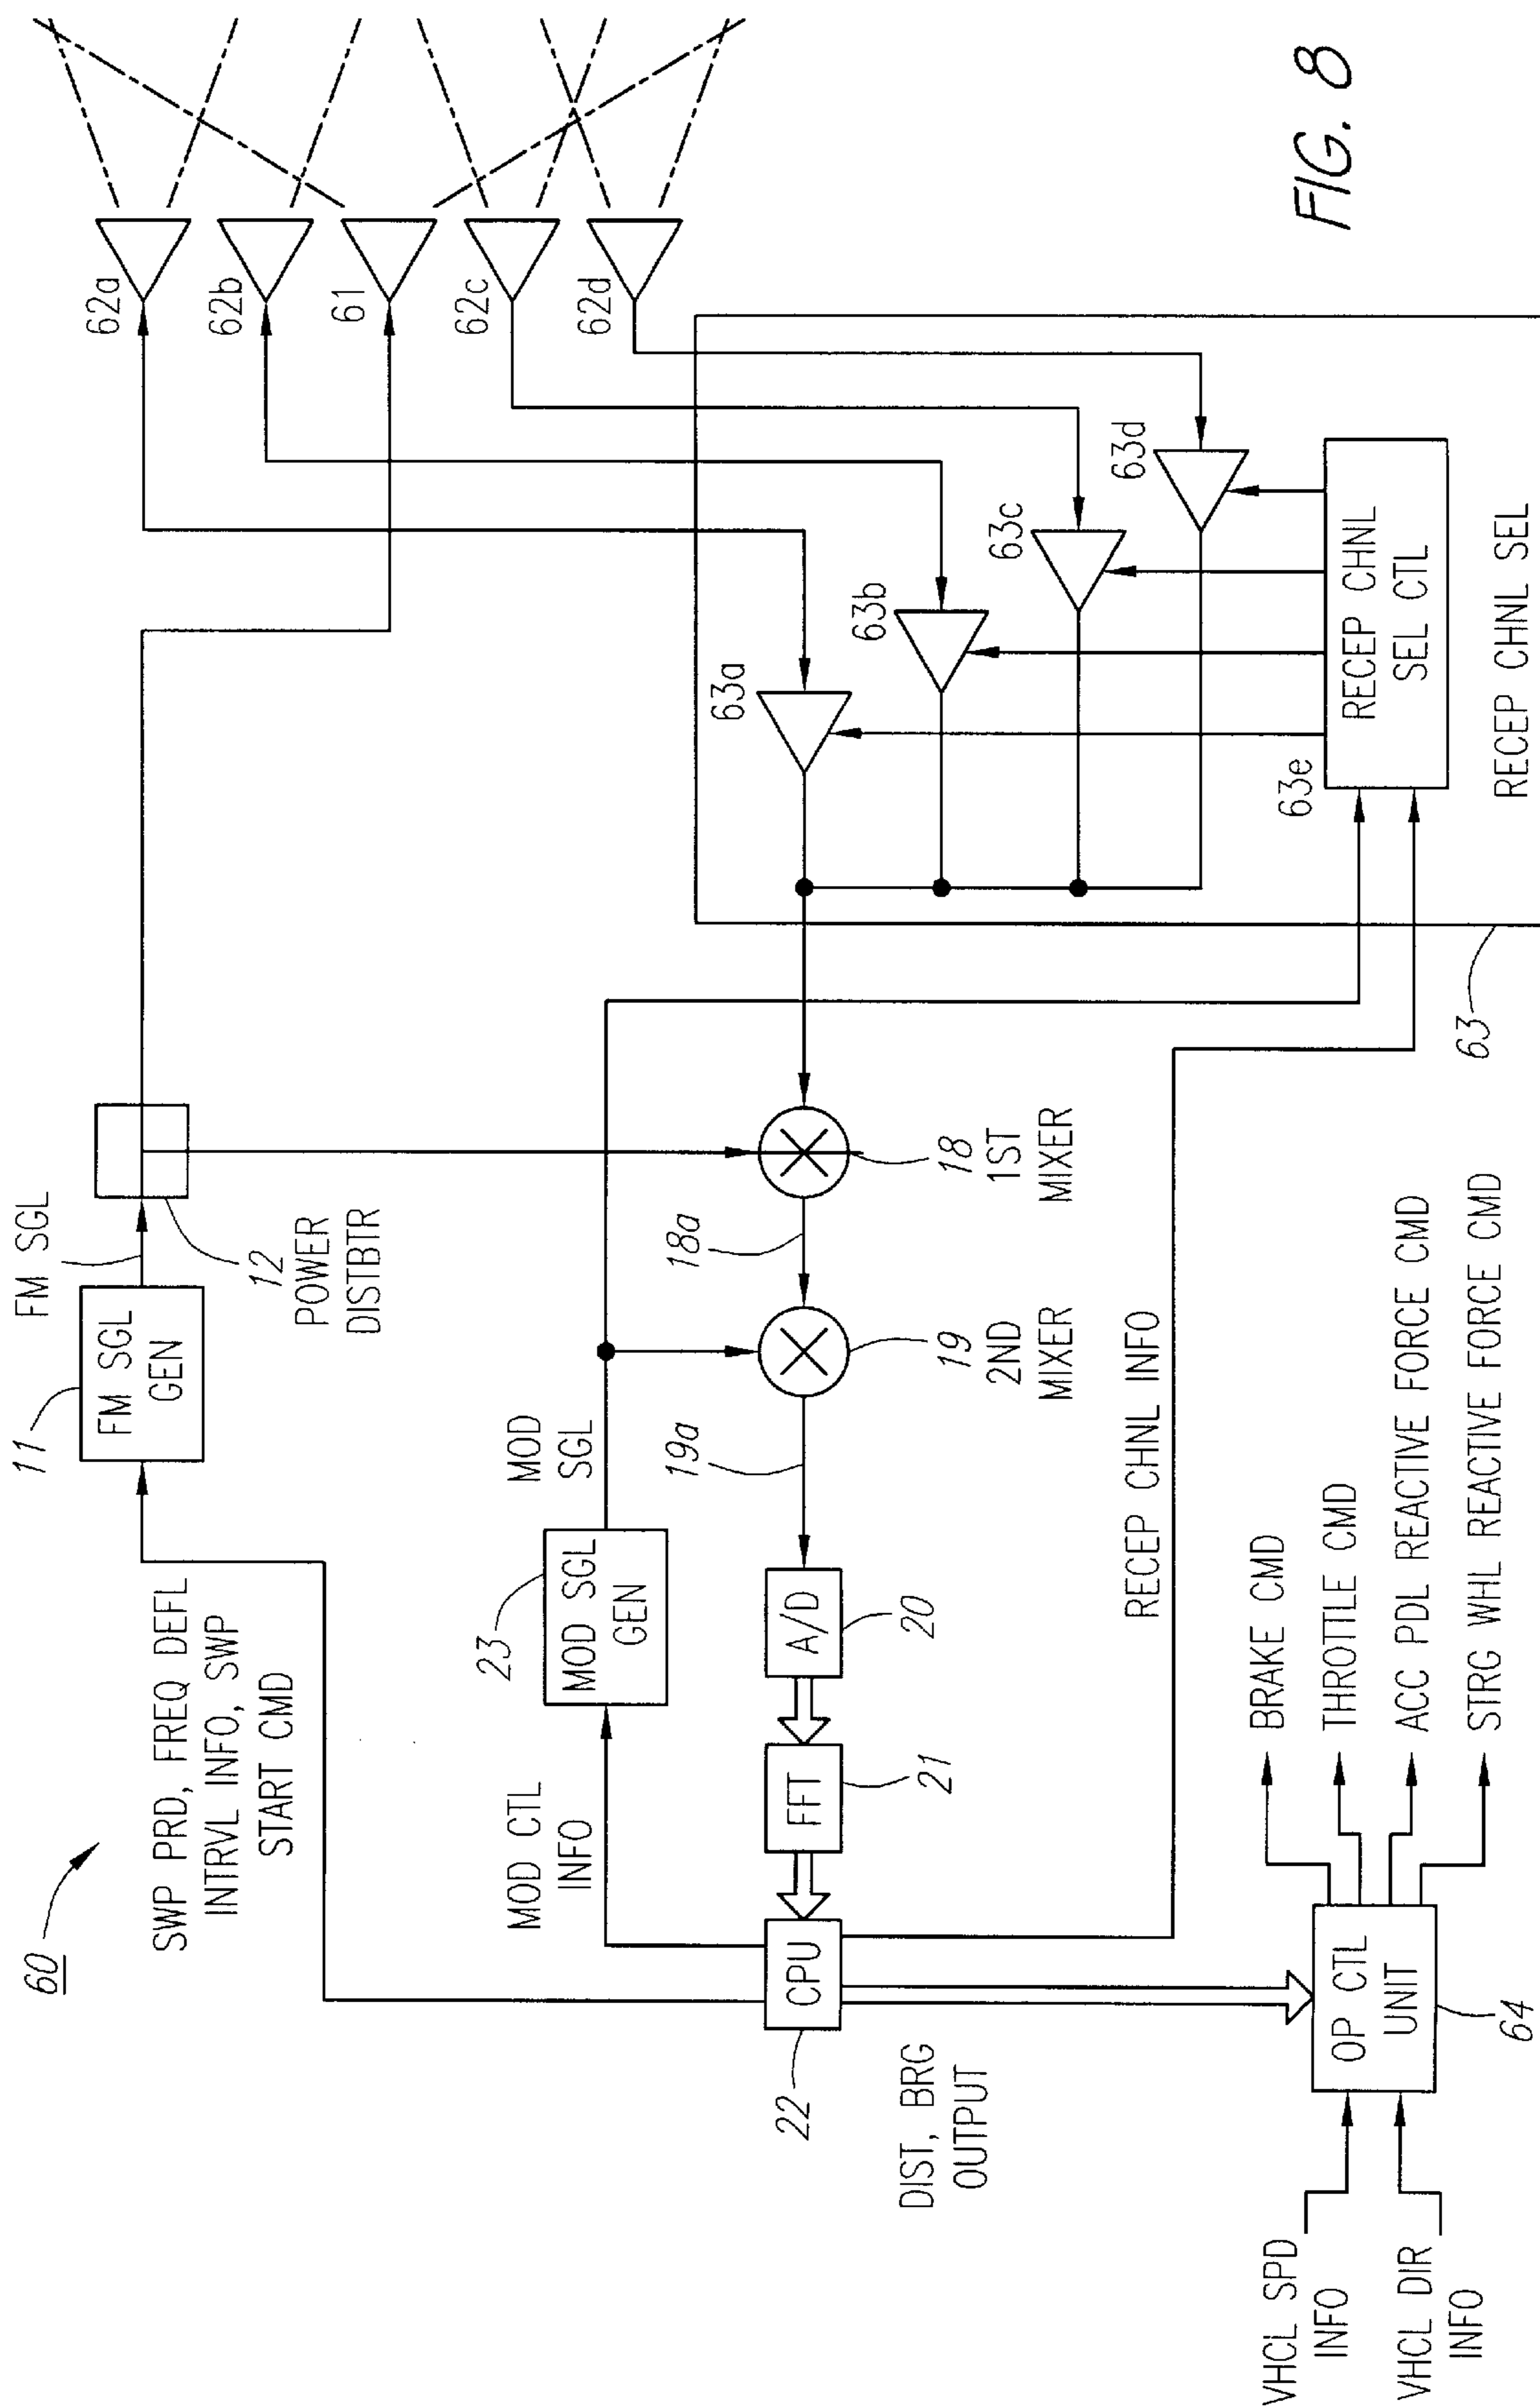 60
11
FM SGL
FM SGL
GEN
12
POWER
DISTBTR
SWP PRD, FREQ DEFL
INTRVL INFO, SWP
START CMD
62a
62b
61
62c
62d
MOD CTL
INFO
23
MOD SGL
GEN
MOD
SGL
22
CPU
FFT
21
A/D
20
19a
19
2ND
MIXER
18a
18
1ST
MIXER
63a
63b
63c
63d
63e
RECEP CHNL
SEL CTL
RECEP CHNL SEL
63
RECEP CHNL INFO
DIST, BRG
OUTPUT
VHCL SPD
INFO
VHCL DIR
INFO
OP CTL
UNIT
64
BRAKE CMD
THROTTLE CMD
ACC PDL REACTIVE FORCE CMD
STRG WHL REACTIVE FORCE CMD
FIG. 8